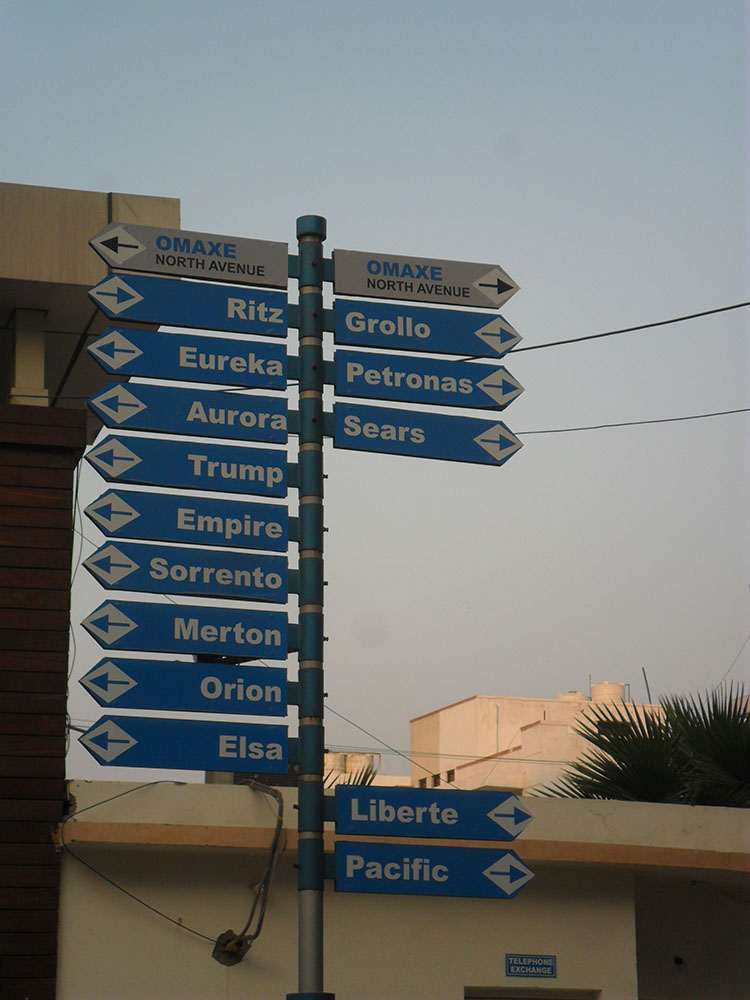 OMAXE
NORTH AVENUE
Ritz
Eureka
Aurora
Trump
Empire
Sorrento
Merton
Orion
Elsa
OMAXE
NORTH AVENUE
Grollo
Petronas
Sears
Liberte
Pacific
TELEPHONE
EXCHANGE